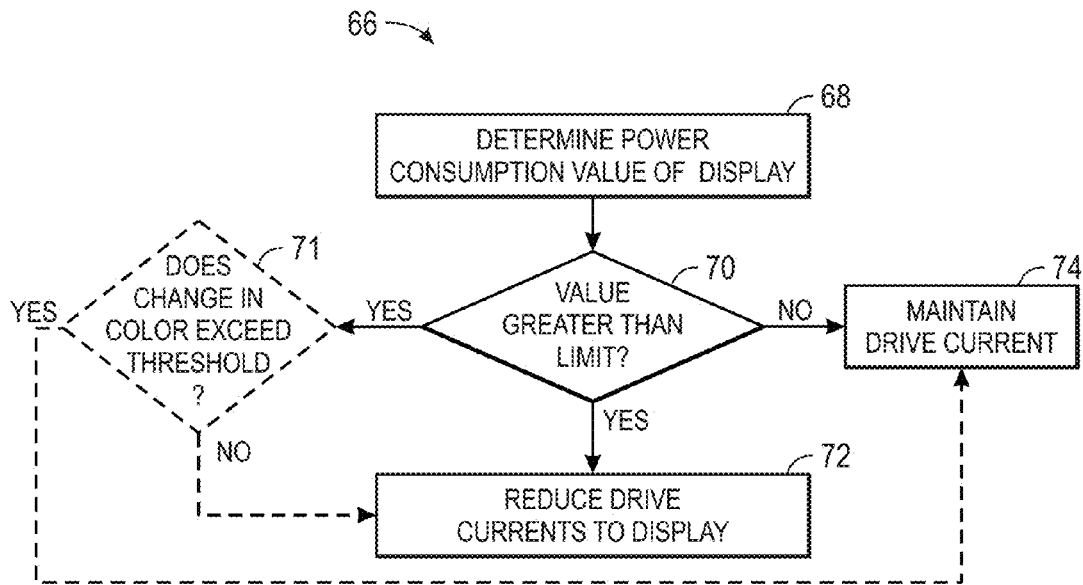 66
68
DETERMINE POWER
CONSUMPTION VALUE OF DISPLAY
71
DOES
CHANGE IN
COLOR EXCEED
THRESHOLD
?
YES
NO
70
VALUE
GREATER THAN
LIMIT?
YES
NO
YES
74
MAINTAIN
DRIVE CURRENT
72
REDUCE DRIVE
CURRENTS TO DISPLAY